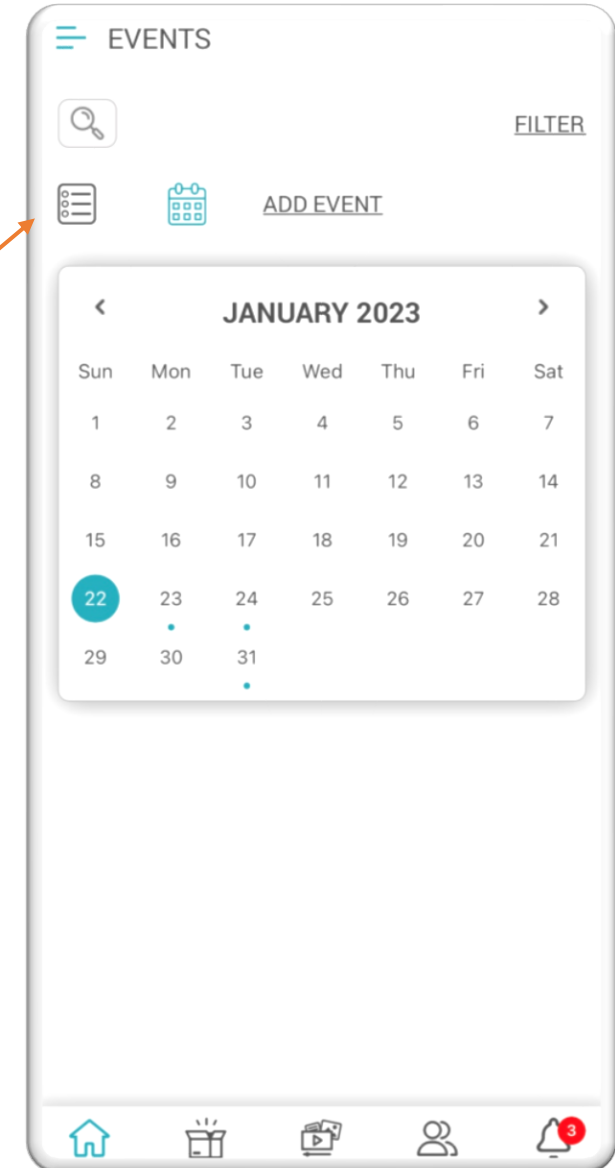 EVENTS
FILTER
ADD EVENT
JANUARY 2023
Sun Mon Tue Wed Thu Fri Sat
1 2 3 4 5 6 7
8 9 10 11 12 13 14
15 16 17 18 19 20 21
22 23 24 25 26 27 28
29 30 31
3